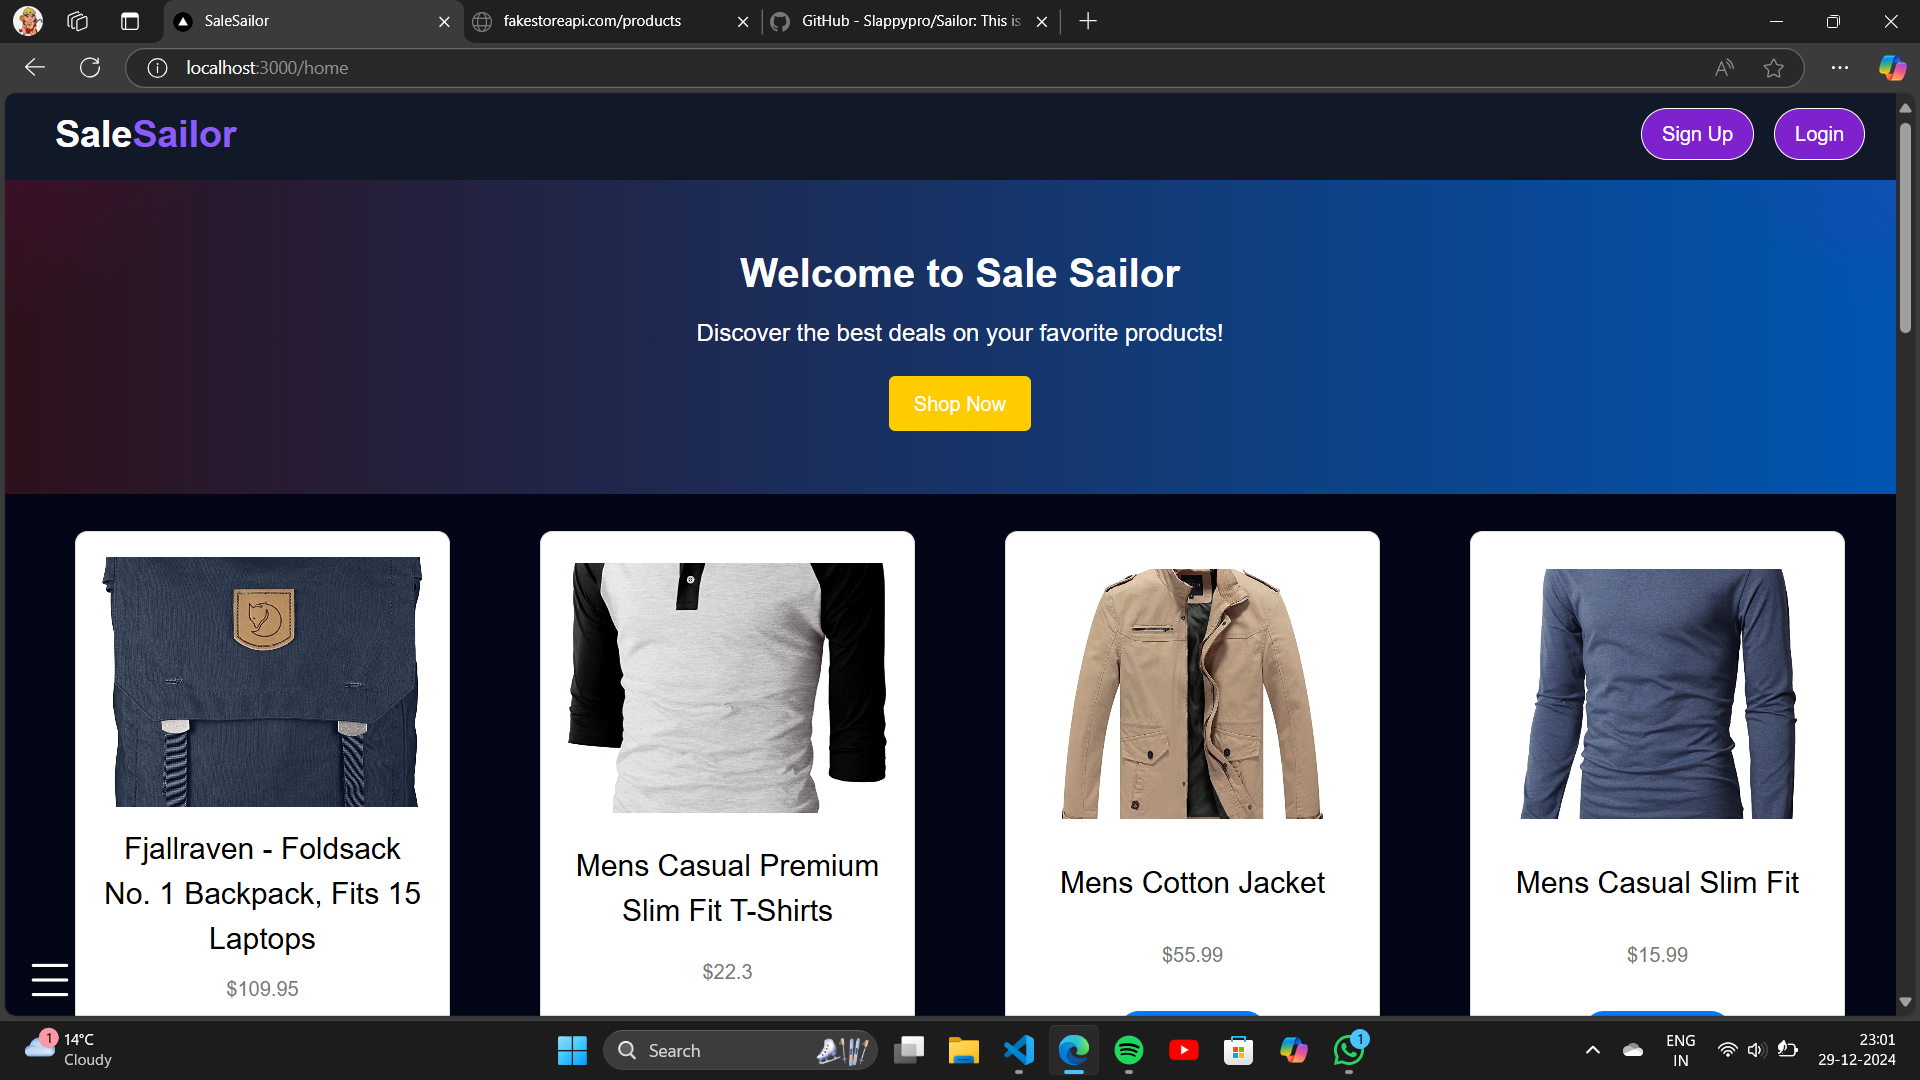 SaleSailor
fakestoreapi.com/products
GitHub - Slappypro/Sailor: This is
localhost:3000/home
SaleSailor
Sign Up
Login
Welcome to Sale Sailor
Discover the best deals on your favorite products!
Shop Now
Fjallraven - Foldsack
No. 1 Backpack, Fits 15
Laptops
$109.95
Mens Casual Premium
Slim Fit T-Shirts
$22.3
Mens Cotton Jacket
$55.99
Mens Casual Slim Fit
$15.99
1
14°C
Cloudy
Search
1
ENG
IN
23:01
29-12-2024